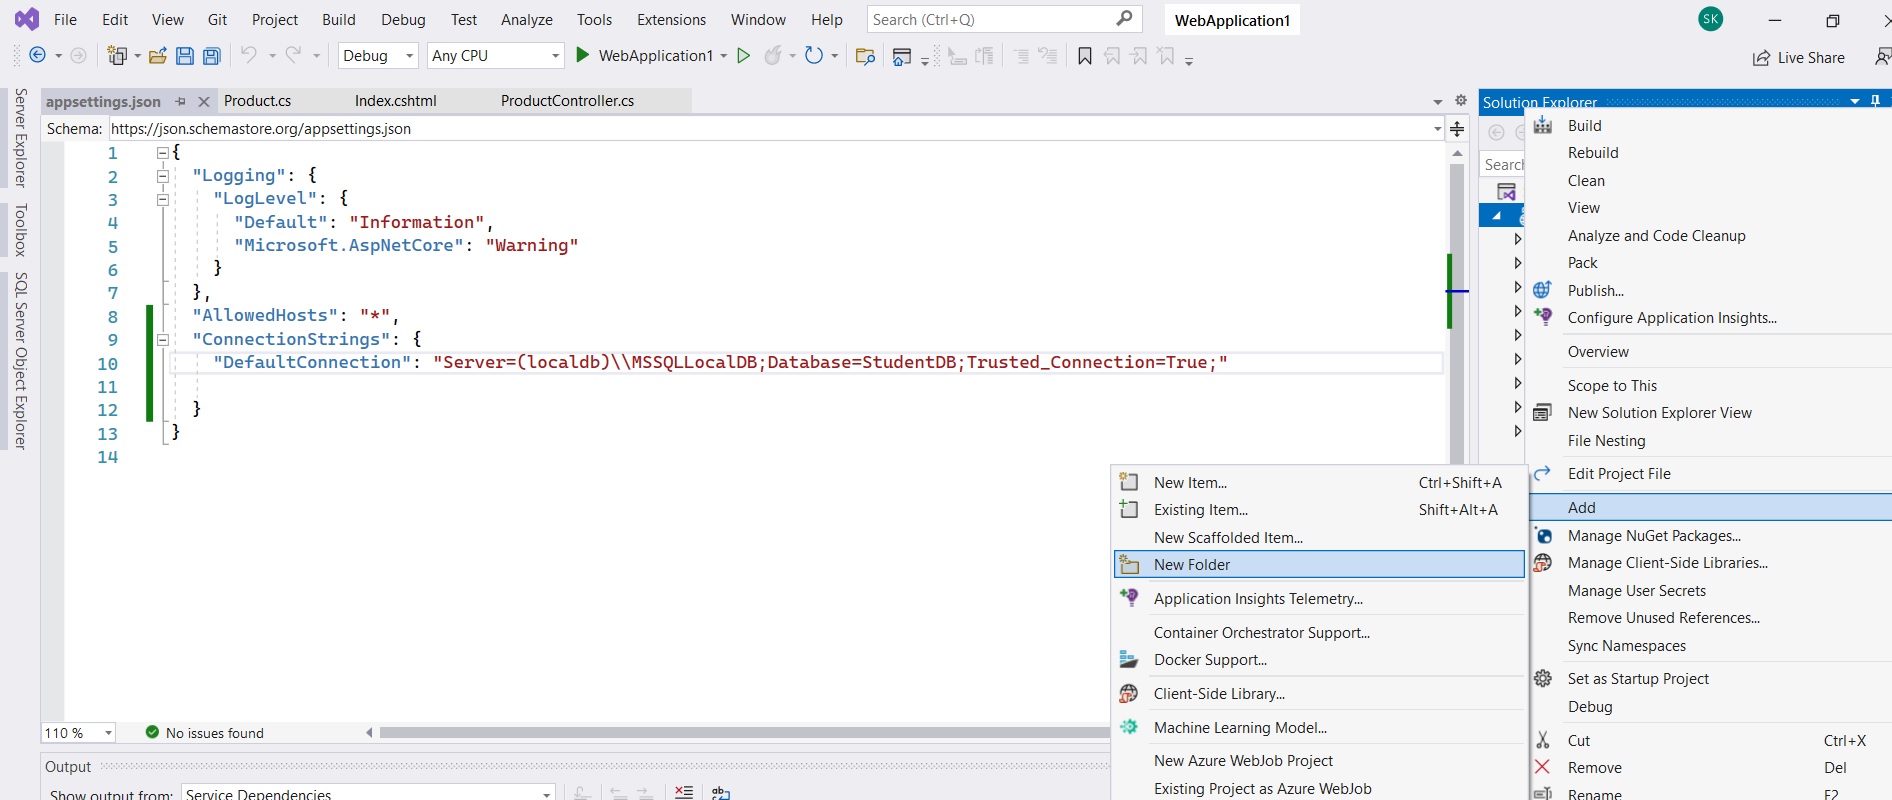 File Edit View Git Project Build Debug Test Analyze Tools Extensions Window Help Search (Ctrl+Q) WebApplication1 SK
Debug Any CPU WebApplication1 Live Share
Server Explorer
Toolbox
SQL Server Object Explorer
appsettings.json Product.cs Index.cshtml ProductController.cs
Schema: https://json.schemastore.org/appsettings.json
1 {
2 "Logging": {
3 "LogLevel": {
4 "Default": "Information",
5 "Microsoft.AspNetCore": "Warning"
6 }
7 },
8 "AllowedHosts": "*",
9 "ConnectionStrings": {
10 "DefaultConnection": "Server=(localdb)\\MSSQLLocalDB;Database=StudentDB;Trusted_Connection=True;"
11
12 }
13 }
14
110 % No issues found
Output
Show output from: Service Dependencies
New Item... Ctrl+Shift+A
Existing Item... Shift+Alt+A
New Scaffolded Item...
New Folder
Application Insights Telemetry...
Container Orchestrator Support...
Docker Support...
Client-Side Library...
Machine Learning Model...
New Azure WebJob Project
Existing Project as Azure WebJob
Solution Explorer
Search
Build
Rebuild
Clean
View
Analyze and Code Cleanup
Pack
Publish...
Configure Application Insights...
Overview
Scope to This
New Solution Explorer View
File Nesting
Edit Project File
Add
Manage NuGet Packages...
Manage Client-Side Libraries...
Manage User Secrets
Remove Unused References...
Sync Namespaces
Set as Startup Project
Debug
Cut Ctrl+X
Remove Del
Rename F2